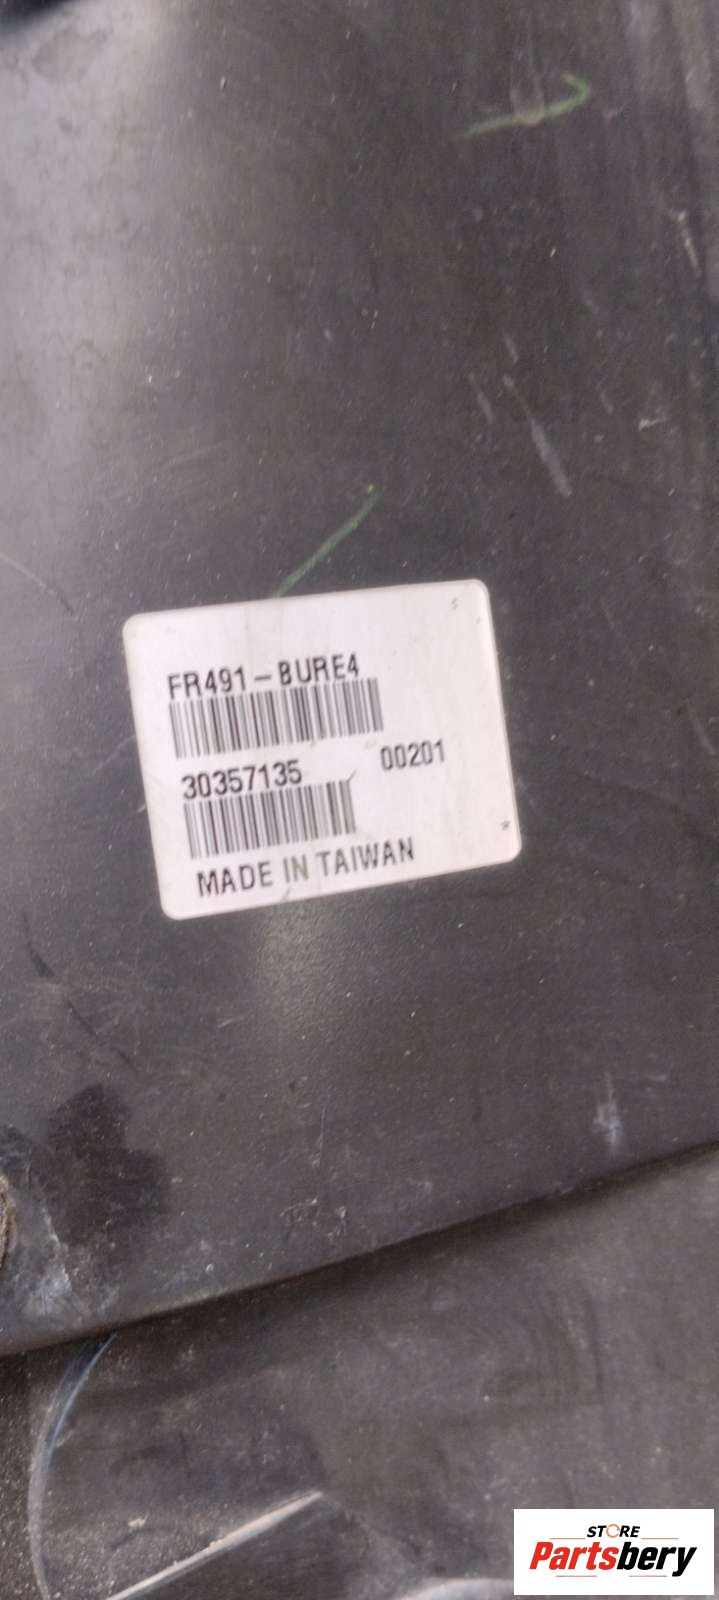 FR491-BURE4
30357135 00201
MADE IN TAIWAN
STORE
Partsbery